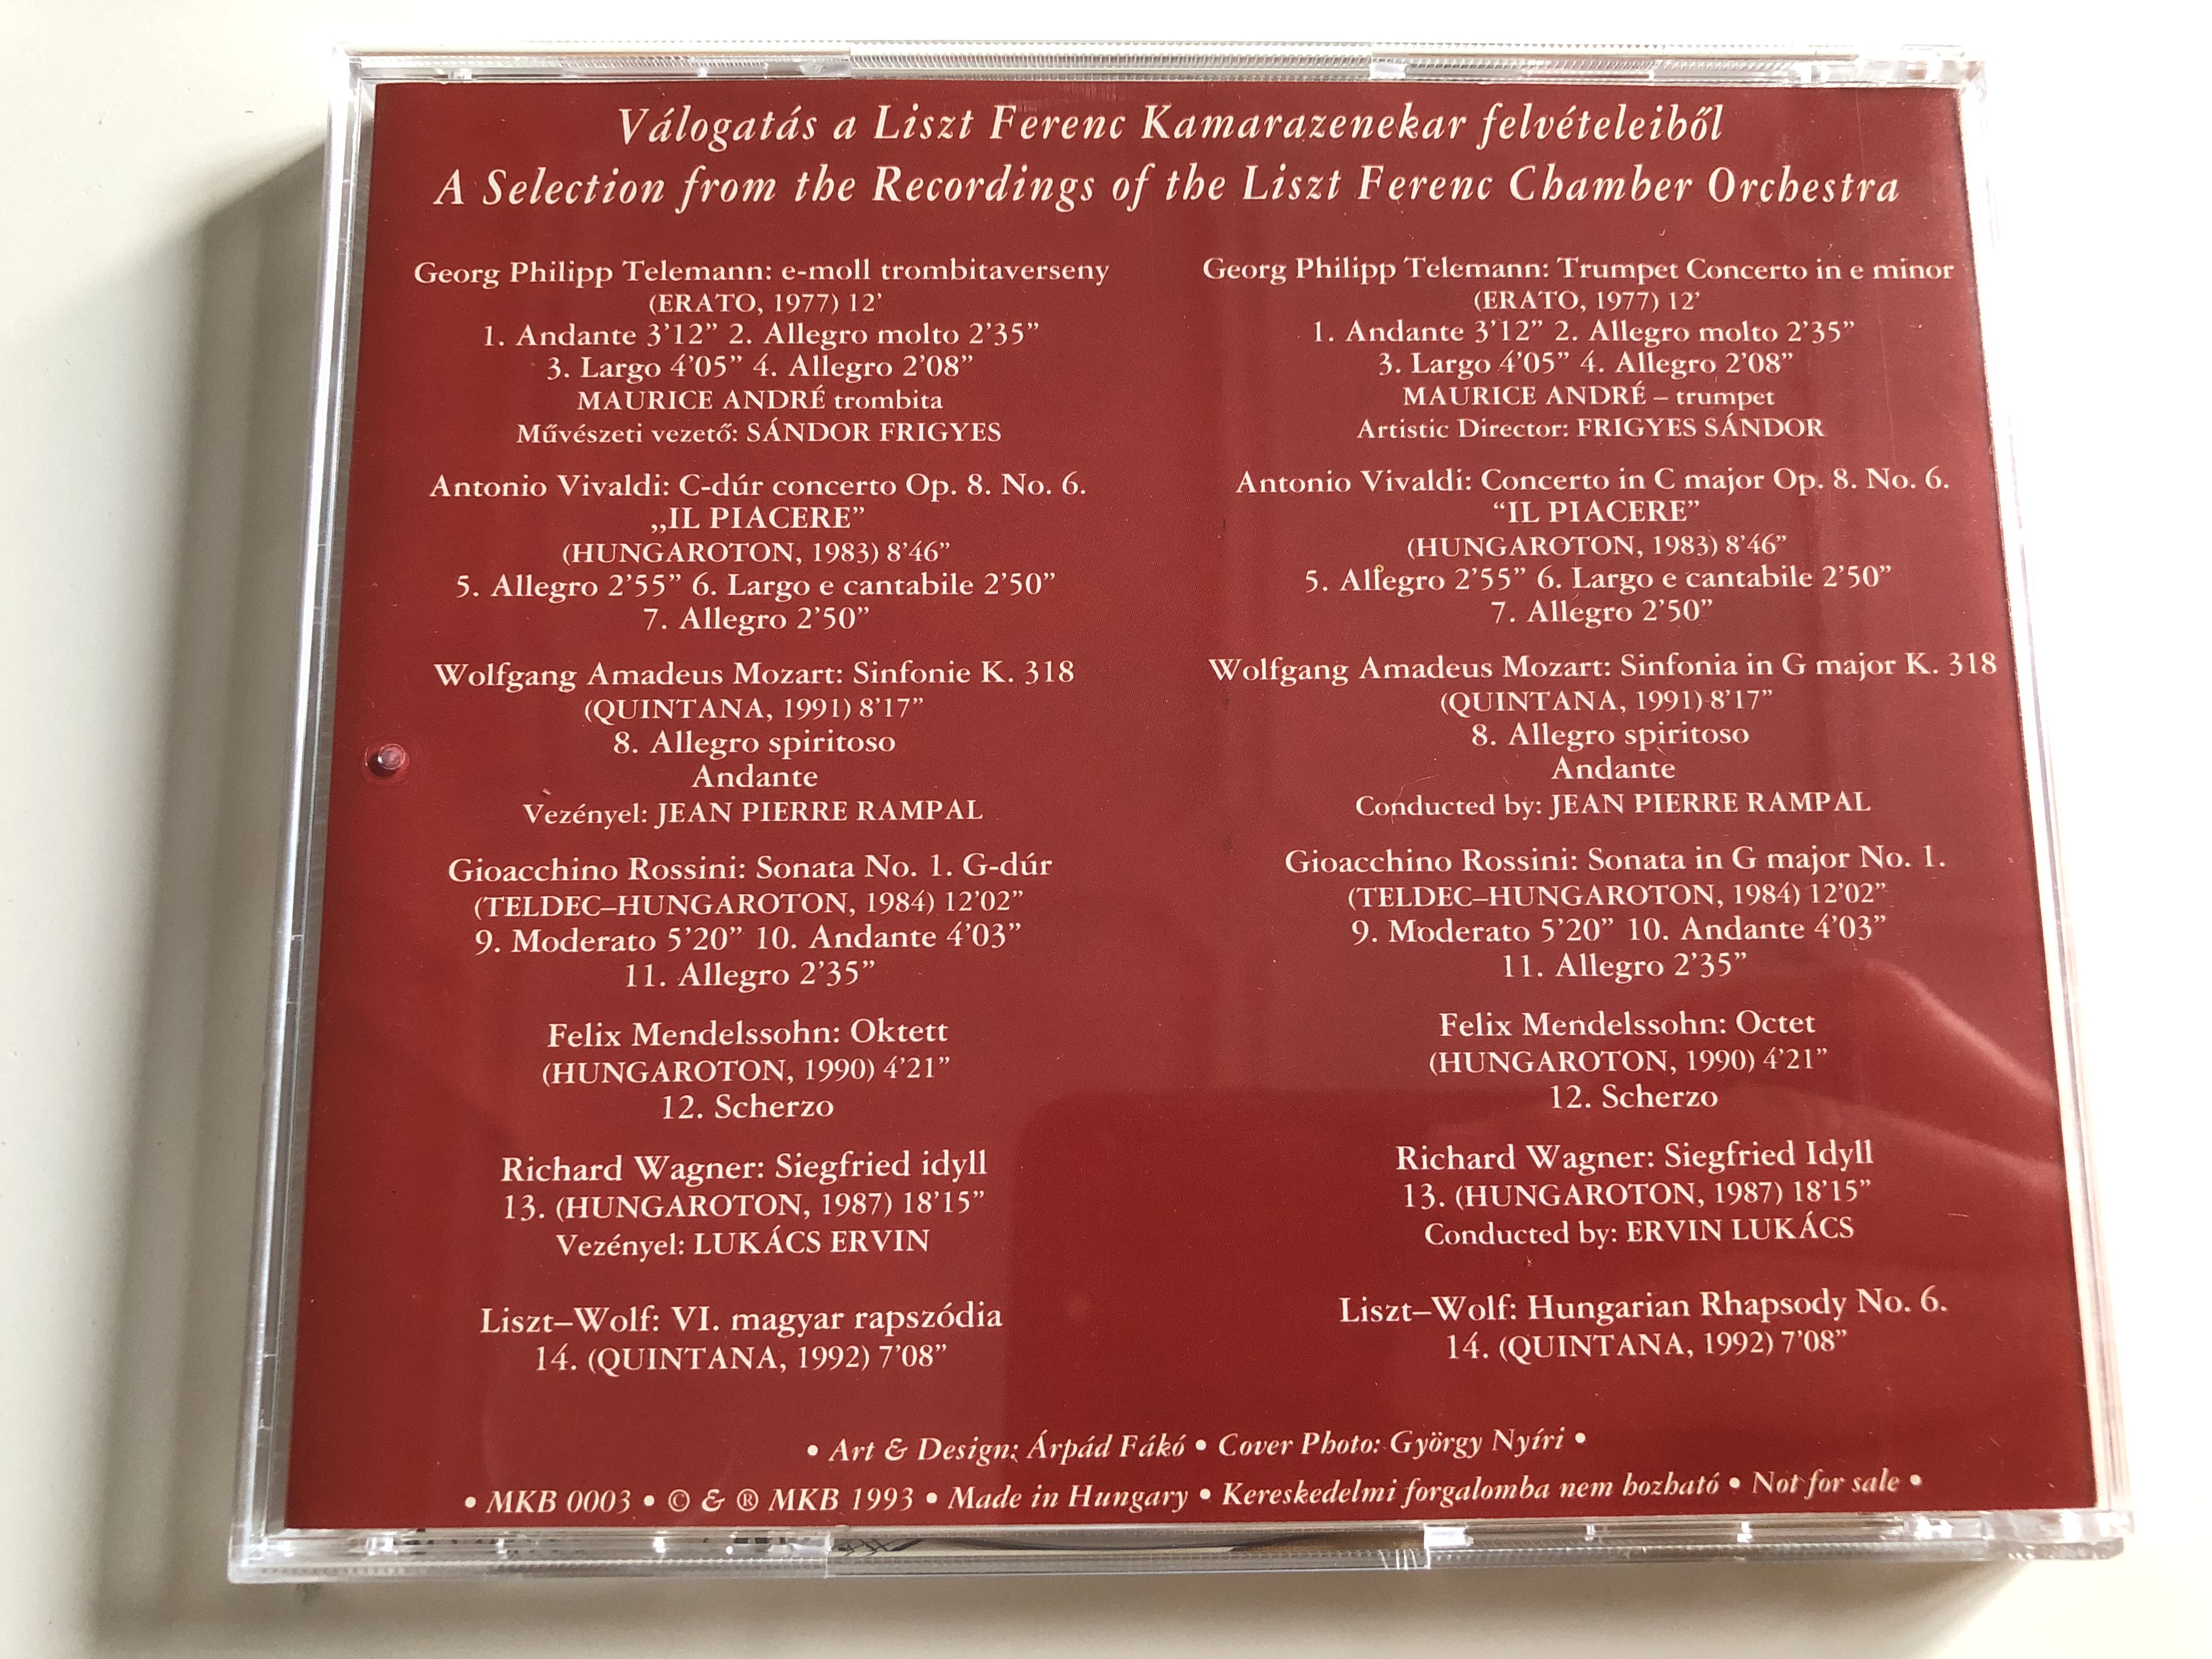 Válogatás a Liszt Ferenc Kamarazenekar felvételeiből
A Selection from the Recordings of the Liszt Ferenc Chamber Orchestra
Georg Philipp Telemann: e-moll trombitaverseny
(ERATO, 1977) 12’
1. Andante 3’12” 2. Allegro molto 2’35”
3. Largo 4’05” 4. Allegro 2’08”
MAURICE ANDRÉ trombita
Művészeti vezető: SÁNDOR FRIGYES
Antonio Vivaldi: C-dúr concerto Op. 8. No. 6.
„IL PIACERE”
(HUNGAROTON, 1983) 8’46”
5. Allegro 2’55” 6. Largo e cantabile 2’50”
7. Allegro 2’50”
Wolfgang Amadeus Mozart: Sinfonie K. 318
(QUINTANA, 1991) 8’17”
8. Allegro spiritoso
Andante
Vezényel: JEAN PIERRE RAMPAL
Gioacchino Rossini: Sonata No. 1. G-dúr
(TELDEC–HUNGAROTON, 1984) 12’02”
9. Moderato 5’20” 10. Andante 4’03”
11. Allegro 2’35”
Felix Mendelssohn: Oktett
(HUNGAROTON, 1990) 4’21”
12. Scherzo
Richard Wagner: Siegfried idyll
13. (HUNGAROTON, 1987) 18’15”
Vezényel: LUKÁCS ERVIN
Liszt–Wolf: VI. magyar rapszódia
14. (QUINTANA, 1992) 7’08”
Georg Philipp Telemann: Trumpet Concerto in e minor
(ERATO, 1977) 12’
1. Andante 3’12” 2. Allegro molto 2’35”
3. Largo 4’05” 4. Allegro 2’08”
MAURICE ANDRÉ – trumpet
Artistic Director: FRIGYES SÁNDOR
Antonio Vivaldi: Concerto in C major Op. 8. No. 6.
“IL PIACERE”
(HUNGAROTON, 1983) 8’46”
5. Allegro 2’55” 6. Largo e cantabile 2’50”
7. Allegro 2’50”
Wolfgang Amadeus Mozart: Sinfonia in G major K. 318
(QUINTANA, 1991) 8’17”
8. Allegro spiritoso
Andante
Conducted by: JEAN PIERRE RAMPAL
Gioacchino Rossini: Sonata in G major No. 1.
(TELDEC–HUNGAROTON, 1984) 12’02”
9. Moderato 5’20” 10. Andante 4’03”
11. Allegro 2’35”
Felix Mendelssohn: Octet
(HUNGAROTON, 1990) 4’21”
12. Scherzo
Richard Wagner: Siegfried Idyll
13. (HUNGAROTON, 1987) 18’15”
Conducted by: ERVIN LUKÁCS
Liszt–Wolf: Hungarian Rhapsody No. 6.
14. (QUINTANA, 1992) 7’08”
• Art & Design: Árpád Fákó • Cover Photo: György Nyíri •
• MKB 0003 • © & ® MKB 1993 • Made in Hungary • Kereskedelmi forgalomba nem hozható • Not for sale •